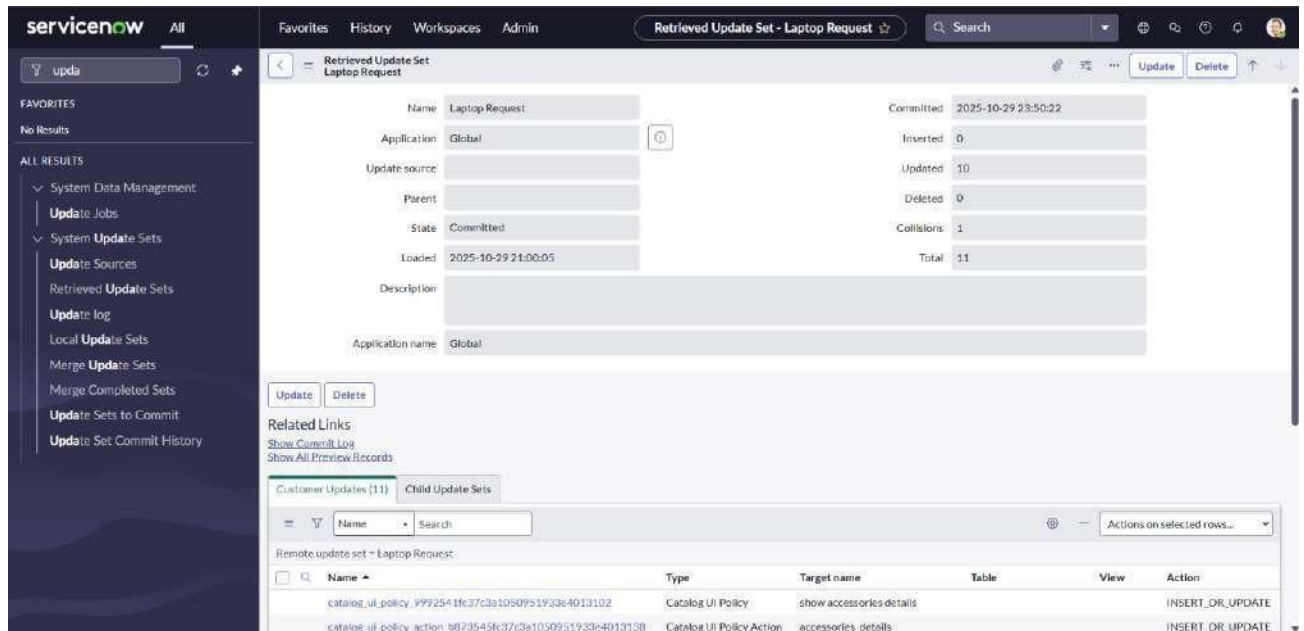 servicenow All Favorites History Workspaces Admin Retrieved Update Set - Laptop Request Search
upda
FAVORITES
No Results
ALL RESULTS
System Data Management
Update Jobs
System Update Sets
Update Sources
Retrieved Update Sets
Update log
Local Update Sets
Merge Update Sets
Merge Completed Sets
Update Sets to Commit
Update Set Commit History
Retrieved Update Set
Laptop Request
... Update Delete
Name Laptop Request
Application Global
Update source
Parent
State Committed
Loaded 2025-10-29 21:00:05
Committed 2025-10-29 23:50:22
Inserted 0
Updated 10
Deleted 0
Collisions 1
Total 11
Description
Application name Global
Update Delete
Related Links
Show Commit Log
Show All Preview Records
Customer Updates (11) Child Update Sets
Name Search Actions on selected rows...
Remote update set = Laptop Request
Name Type Target name Table View Action
Catalog UI Policy show accessories details INSERT_OR_UPDATE
Catalog UI Policy Action accessories_details INSERT_OR_UPDATE